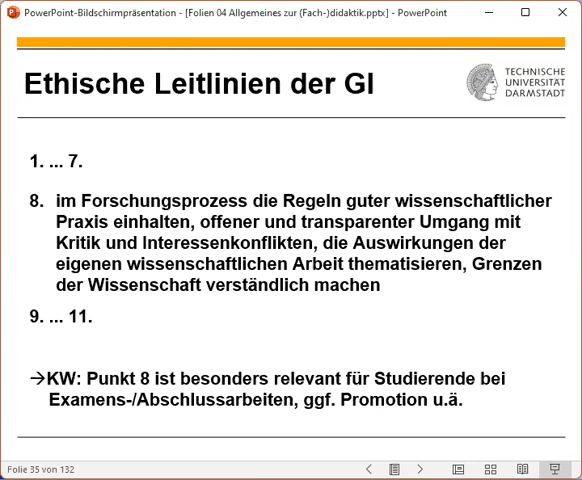 PowerPoint-Bildschirmpräsentation - [Folien 04 Allgemeines zur (Fach-)didaktik.pptx] - PowerPoint
Ethische Leitlinien der GI
TECHNISCHE
UNIVERSITÄT
DARMSTADT
1. ... 7.
8. im Forschungsprozess die Regeln guter wissenschaftlicher
Praxis einhalten, offener und transparenter Umgang mit
Kritik und Interessenkonflikten, die Auswirkungen der
eigenen wissenschaftlichen Arbeit thematisieren, Grenzen
der Wissenschaft verständlich machen
9. ... 11.
→KW: Punkt 8 ist besonders relevant für Studierende bei
Examens-/Abschlussarbeiten, ggf. Promotion u.ä.
Folie 35 von 132